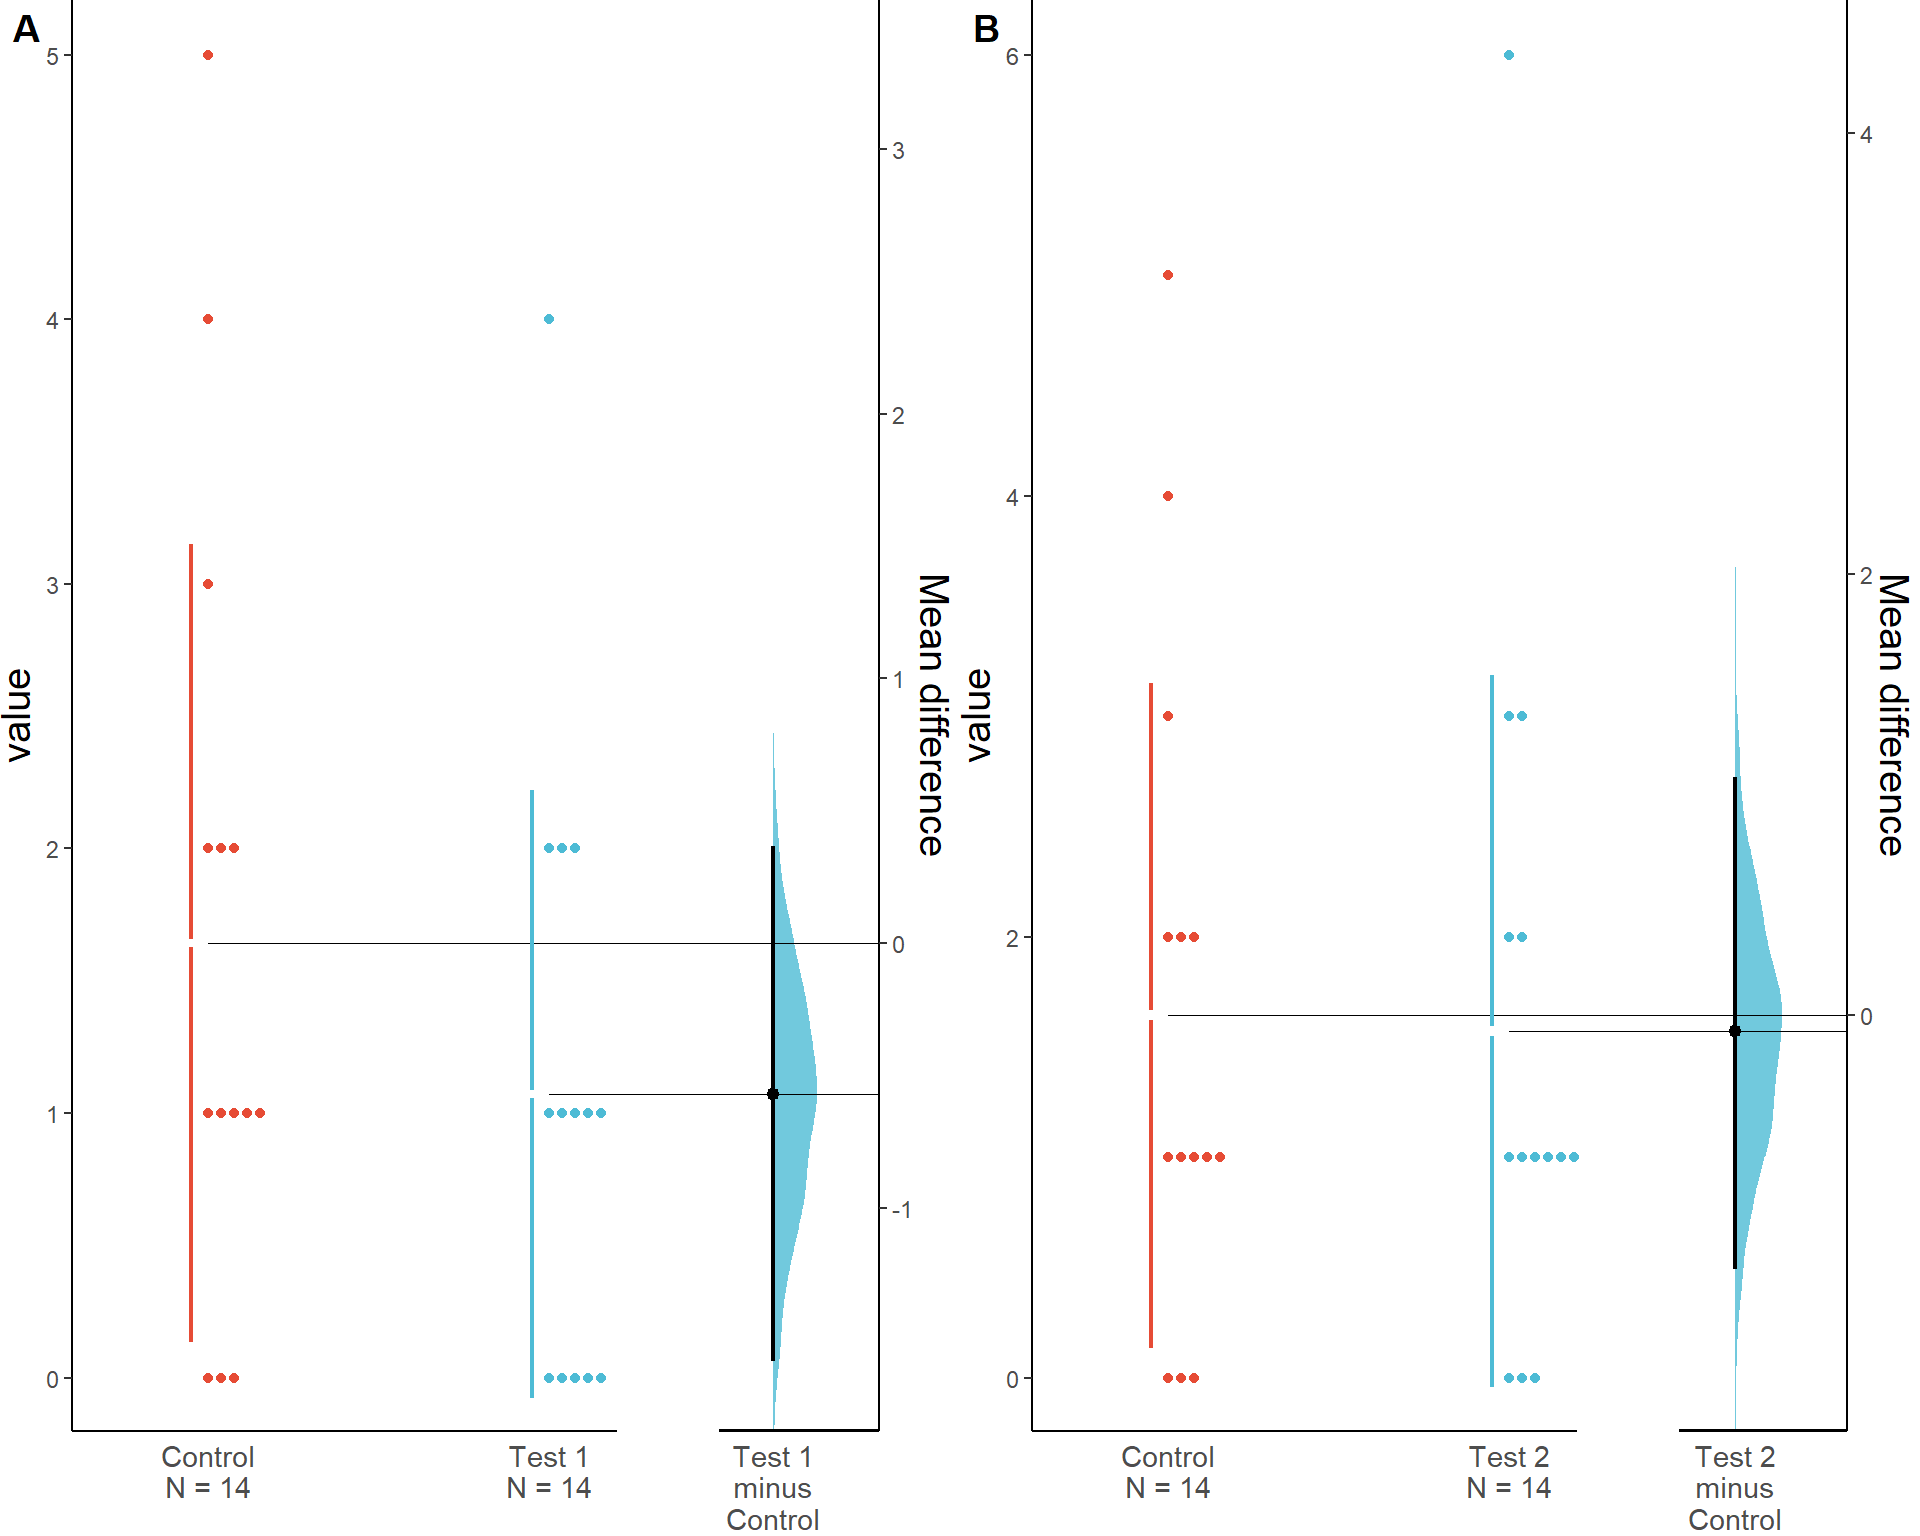 A
5
4
3
2
1
0
value
3
2
1
0
-1
Mean difference
Control
N = 14
Test 1
N = 14
Test 1
minus
Control
B
6
4
2
0
value
4
2
0
Mean difference
Control
N = 14
Test 2
N = 14
Test 2
minus
Control